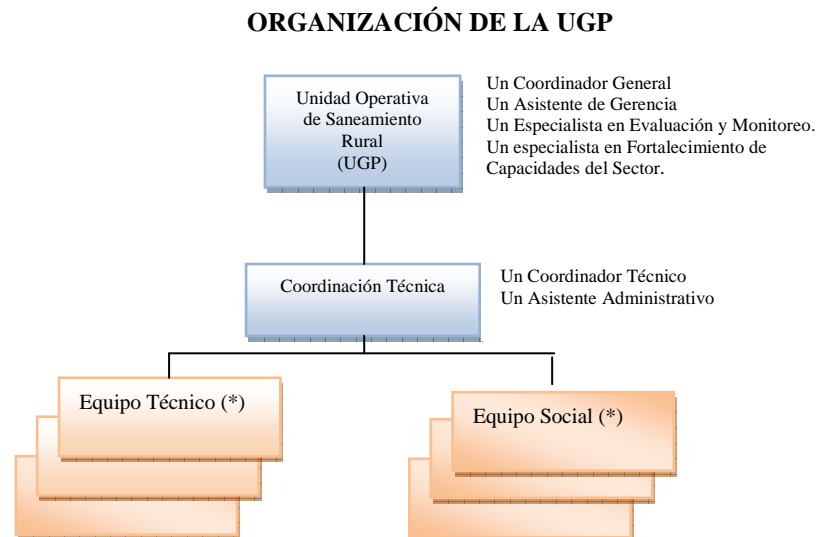 ORGANIZACIÓN DE LA UGP
Unidad Operativa
de Saneamiento
Rural
(UGP)
Un Coordinador General
Un Asistente de Gerencia
Un Especialista en Evaluación y Monitoreo.
Un especialista en Fortalecimiento de
Capacidades del Sector.
Coordinación Técnica
Un Coordinador Técnico
Un Asistente Administrativo
Equipo Técnico (*)
Equipo Social (*)